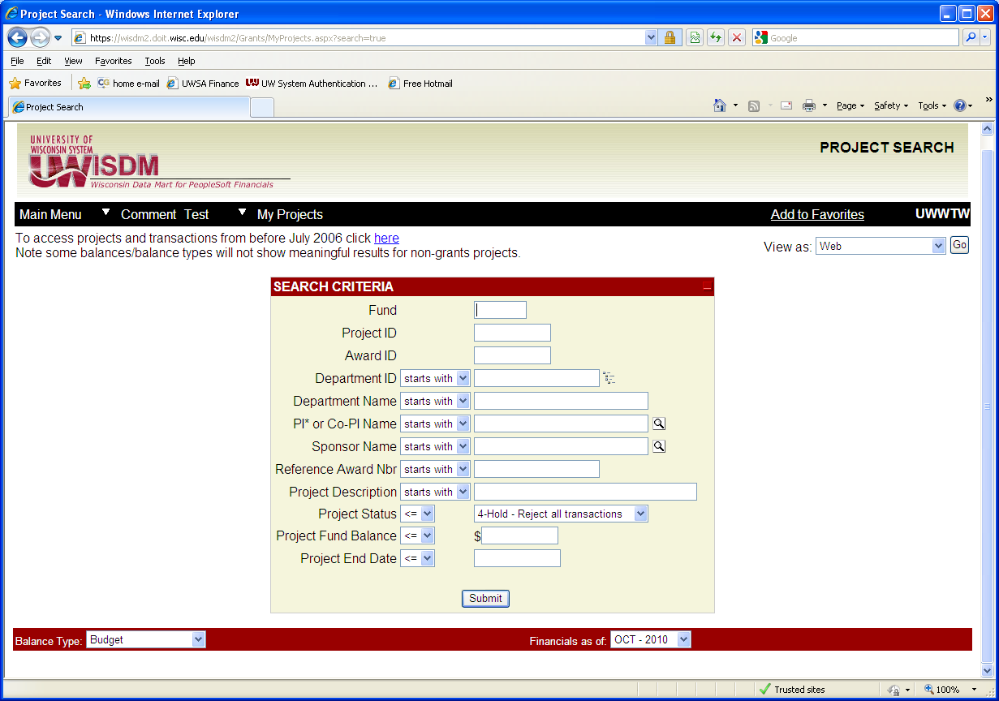 Project Search - Windows Internet Explorer
https://wisdm2.doit.wisc.edu/wisdm2/Grants/MyProjects.aspx?search=true
Google
File Edit View Favorites Tools Help
Favorites home e-mail UWSA Finance UW System Authentication ... Free Hotmail
Project Search
Page Safety Tools »
UNIVERSITY OF
WISCONSIN SYSTEM
UWISDM
Wisconsin Data Mart for PeopleSoft Financials
PROJECT SEARCH
Main Menu Comment Test My Projects Add to Favorites UWWTW
To access projects and transactions from before July 2006 click here
Note some balances/balance types will not show meaningful results for non-grants projects.
View as: Web Go
SEARCH CRITERIA
Fund
Project ID
Award ID
Department ID starts with
Department Name starts with
PI* or Co-PI Name starts with
Sponsor Name starts with
Reference Award Nbr starts with
Project Description starts with
Project Status <= 4-Hold - Reject all transactions
Project Fund Balance <= $
Project End Date <=
Submit
Balance Type: Budget Financials as of: OCT - 2010
Trusted sites 100%